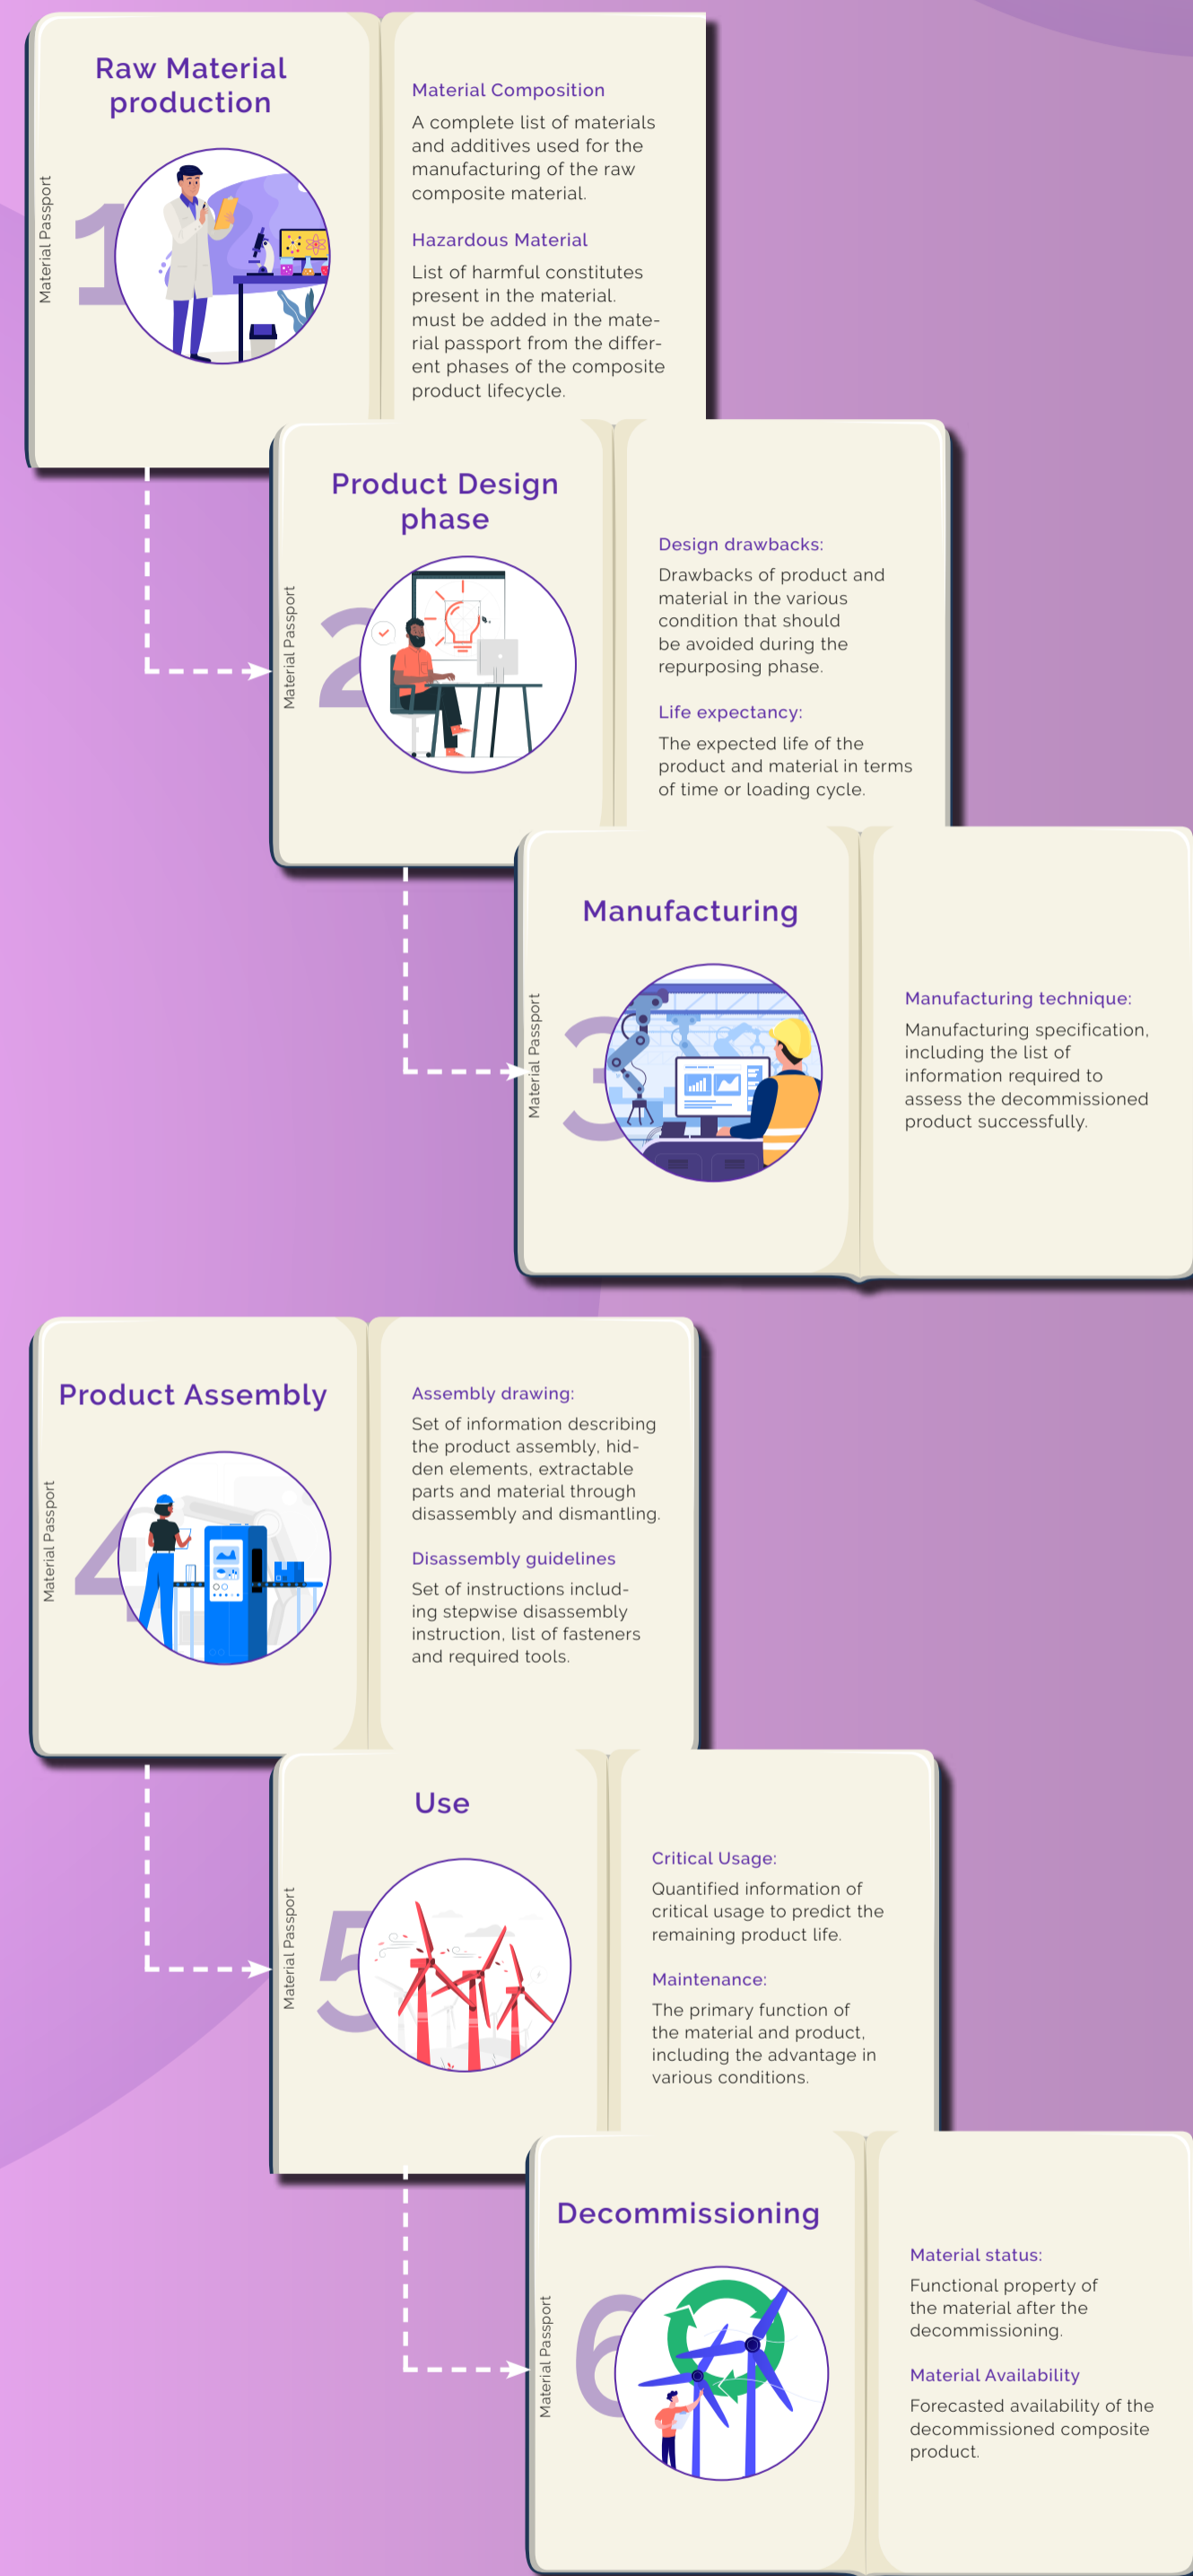 Raw Material
production
Material Passport
1
Material Composition
A complete list of materials
and additives used for the
manufacturing of the raw
composite material.
Hazardous Material
List of harmful constitutes
present in the material.
must be added in the mate-
rial passport from the differ-
ent phases of the composite
product lifecycle.
Product Design
phase
Material Passport
2
Design drawbacks:
Drawbacks of product and
material in the various
condition that should
be avoided during the
repurposing phase.
Life expectancy:
The expected life of the
product and material in terms
of time or loading cycle.
Manufacturing
Material Passport
3
Manufacturing technique:
Manufacturing specification,
including the list of
information required to
assess the decommissioned
product successfully.
Product Assembly
Material Passport
4
Assembly drawing:
Set of information describing
the product assembly, hid-
den elements, extractable
parts and material through
disassembly and dismantling.
Disassembly guidelines
Set of instructions includ-
ing stepwise disassembly
instruction, list of fasteners
and required tools.
Use
Material Passport
5
Critical Usage:
Quantified information of
critical usage to predict the
remaining product life.
Maintenance:
The primary function of
the material and product,
including the advantage in
various conditions.
Decommissioning
Material Passport
6
Material status:
Functional property of
the material after the
decommissioning.
Material Availability
Forecasted availability of the
decommissioned composite
product.